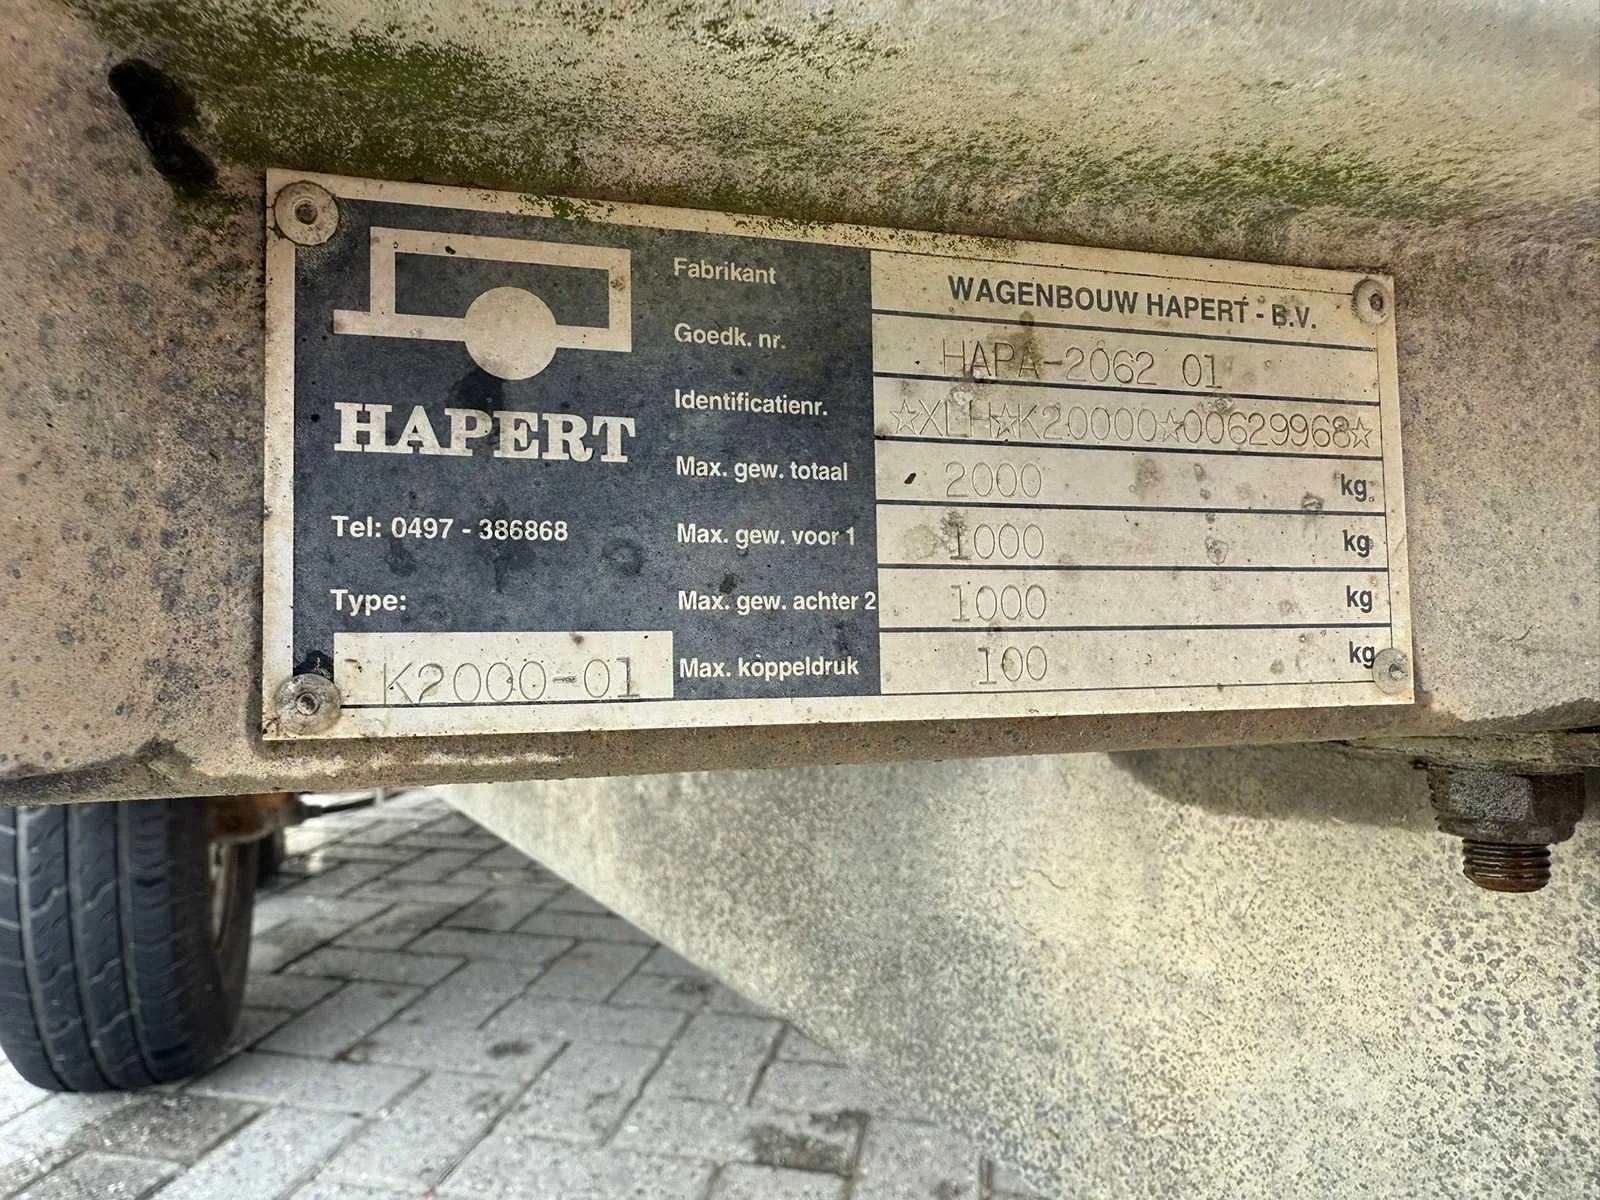 HAPERT
Tel: 0497 - 386868
Type:
K2000-01
Fabrikant WAGENBOUW HAPERT - B.V.
Goedk. nr. HAPA-2062 01
Identificatienr. ☆XLH☆K20000☆00629968☆
Max. gew. totaal 2000 kg
Max. gew. voor 1 1000 kg
Max. gew. achter 2 1000 kg
Max. koppeldruk 100 kg